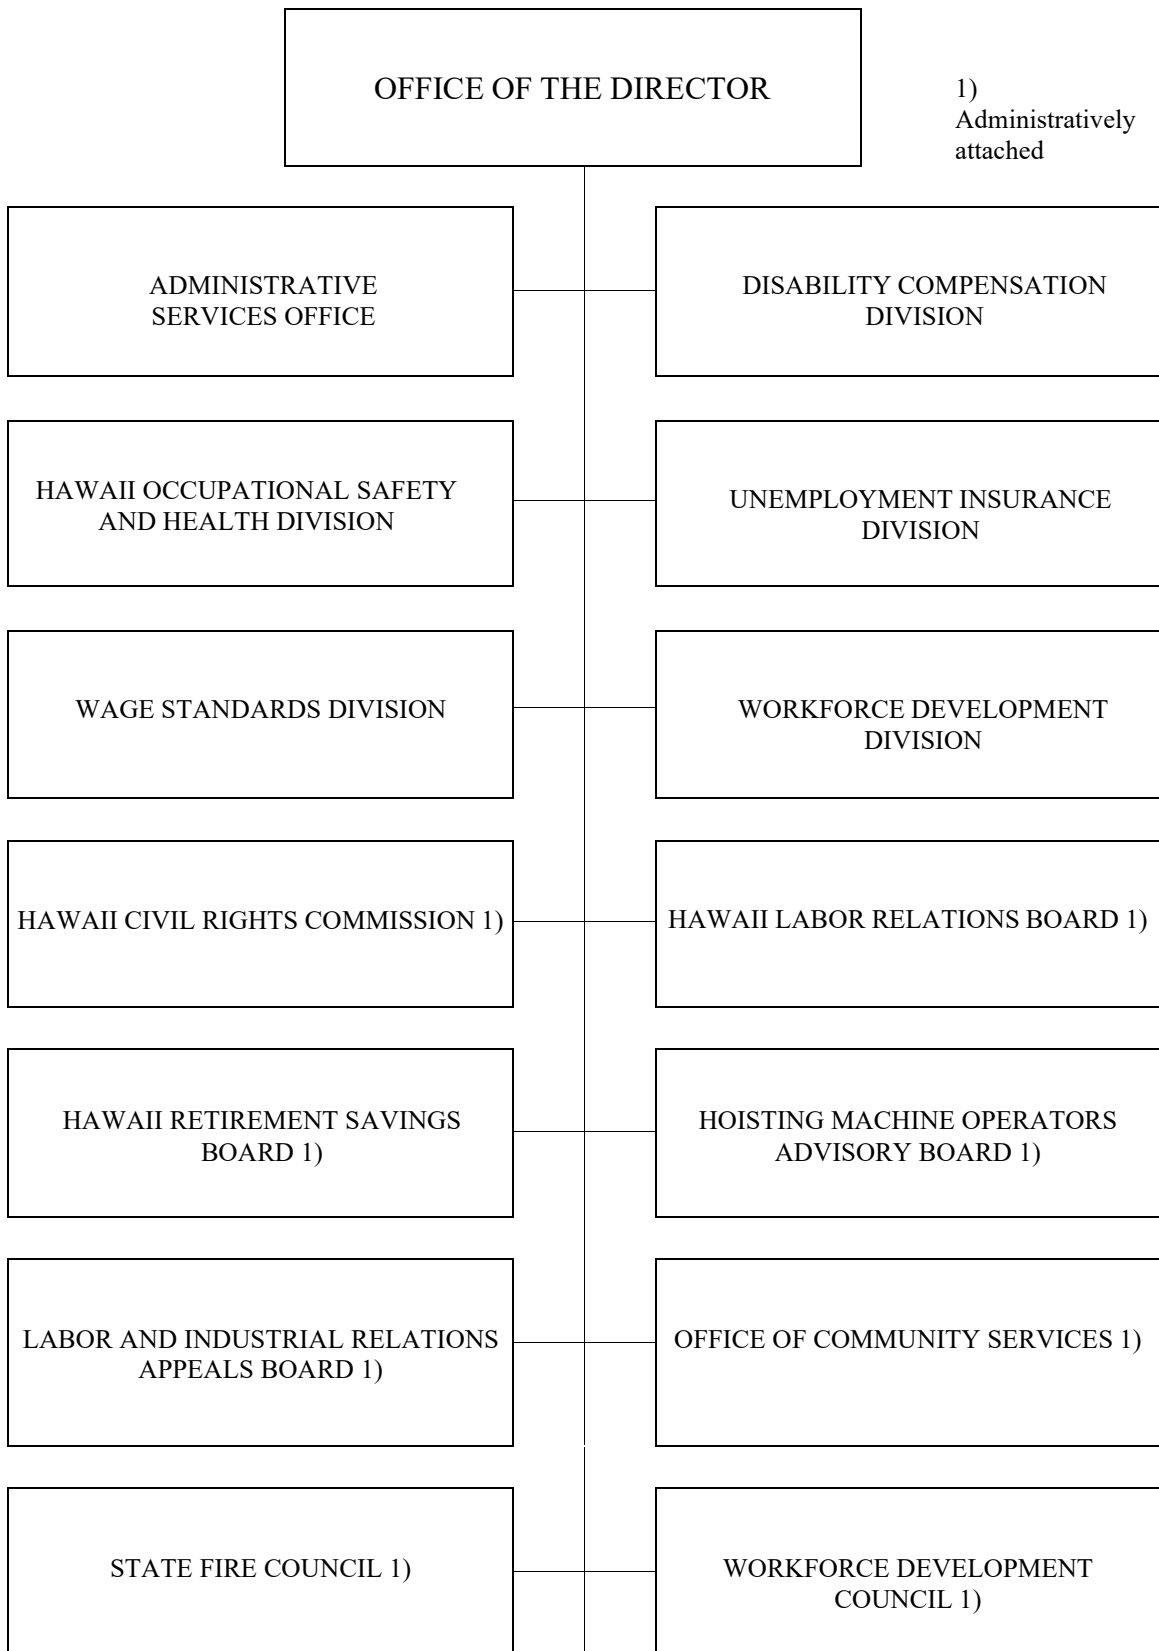 OFFICE OF THE DIRECTOR
1)
Administratively
attached
ADMINISTRATIVE
SERVICES OFFICE
DISABILITY COMPENSATION
DIVISION
HAWAII OCCUPATIONAL SAFETY
AND HEALTH DIVISION
UNEMPLOYMENT INSURANCE
DIVISION
WAGE STANDARDS DIVISION
WORKFORCE DEVELOPMENT
DIVISION
HAWAII CIVIL RIGHTS COMMISSION 1)
HAWAII LABOR RELATIONS BOARD 1)
HAWAII RETIREMENT SAVINGS
BOARD 1)
HOISTING MACHINE OPERATORS
ADVISORY BOARD 1)
LABOR AND INDUSTRIAL RELATIONS
APPEALS BOARD 1)
OFFICE OF COMMUNITY SERVICES 1)
STATE FIRE COUNCIL 1)
WORKFORCE DEVELOPMENT
COUNCIL 1)